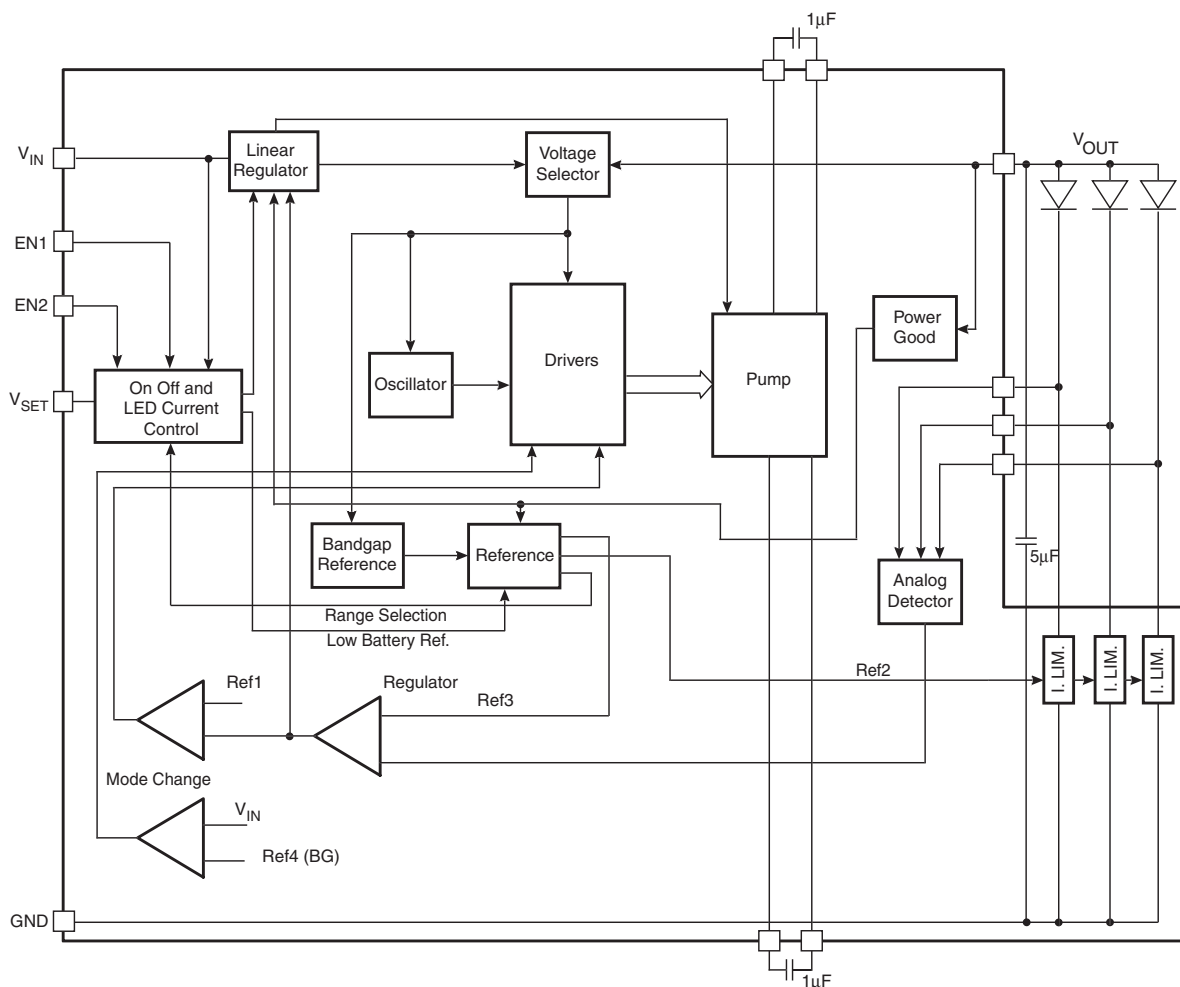 1µF
V_IN
Linear
Regulator
Voltage
Selector
V_OUT
EN1
EN2
Power
Good
Drivers
Pump
Oscillator
V_SET
On Off and
LED Current
Control
Bandgap
Reference
Reference
5µF
Analog
Detector
Range Selection
Low Battery Ref.
Ref2
I. LIM.
I. LIM.
I. LIM.
Ref1
Regulator
Ref3
Mode Change
V_IN
Ref4 (BG)
GND
1µF